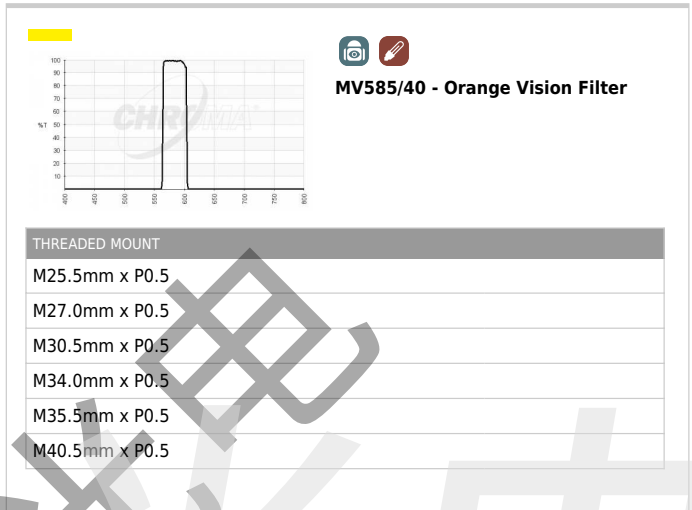 MV585/40 - Orange Vision Filter
100
90
80
70
60
%T 50
40
30
20
10
400 450 500 550 600 650 700 750 800
CHROMA
THREADED MOUNT
M25.5mm x P0.5
M27.0mm x P0.5
M30.5mm x P0.5
M34.0mm x P0.5
M35.5mm x P0.5
M40.5mm x P0.5
电